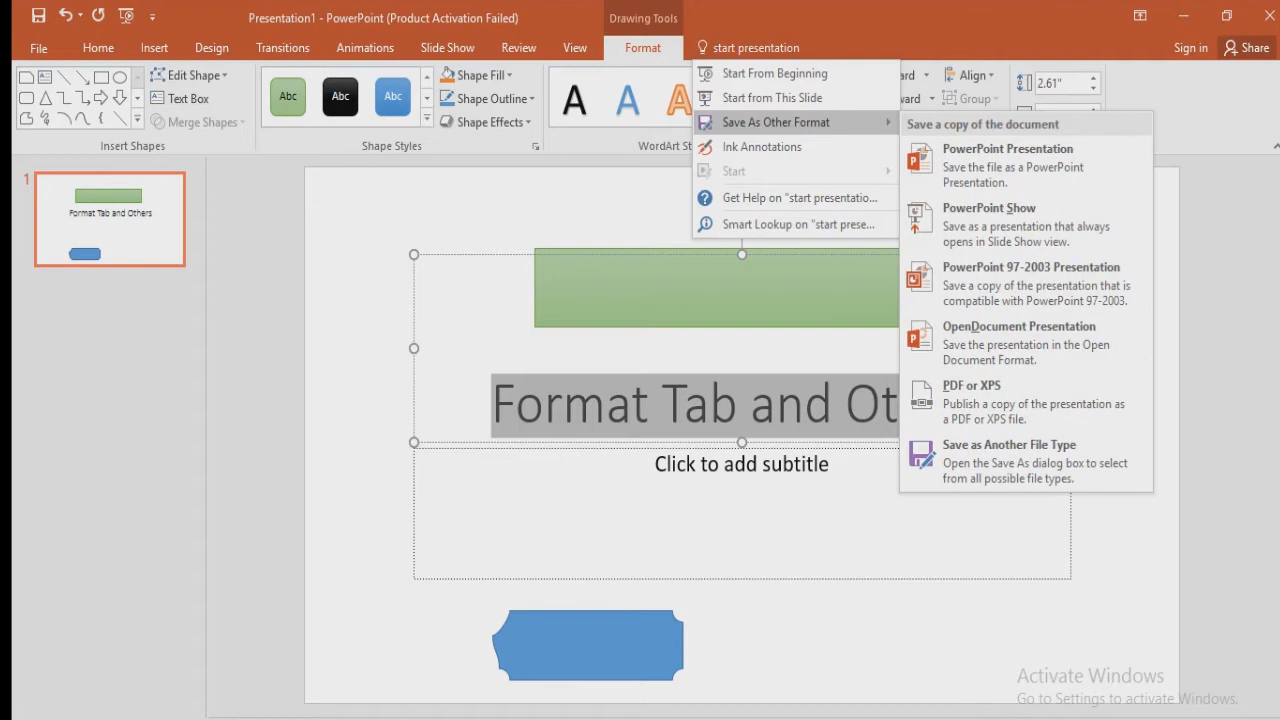 Presentation1 - PowerPoint (Product Activation Failed)
Drawing Tools
File
Home
Insert
Design
Transitions
Animations
Slide Show
Review
View
Format
start presentation
Sign in
Share
Edit Shape
Text Box
Merge Shapes
Insert Shapes
Abc
Abc
Abc
Shape Fill
Shape Outline
Shape Effects
Shape Styles
A
A
A
WordArt St
ard
ward
Align
Group
2.61"
Start From Beginning
Start from This Slide
Save As Other Format
Ink Annotations
Start
Get Help on "start presentatio...
Smart Lookup on "start prese...
Save a copy of the document
PowerPoint Presentation
Save the file as a PowerPoint
Presentation.
PowerPoint Show
Save as a presentation that always
opens in Slide Show view.
PowerPoint 97-2003 Presentation
Save a copy of the presentation that is
compatible with PowerPoint 97-2003.
OpenDocument Presentation
Save the presentation in the Open
Document Format.
PDF or XPS
Publish a copy of the presentation as
a PDF or XPS file.
Save as Another File Type
Open the Save As dialog box to select
from all possible file types.
1
Format Tab and Others
Format Tab and Ot
Click to add subtitle
Activate Windows
Go to Settings to activate Windows.